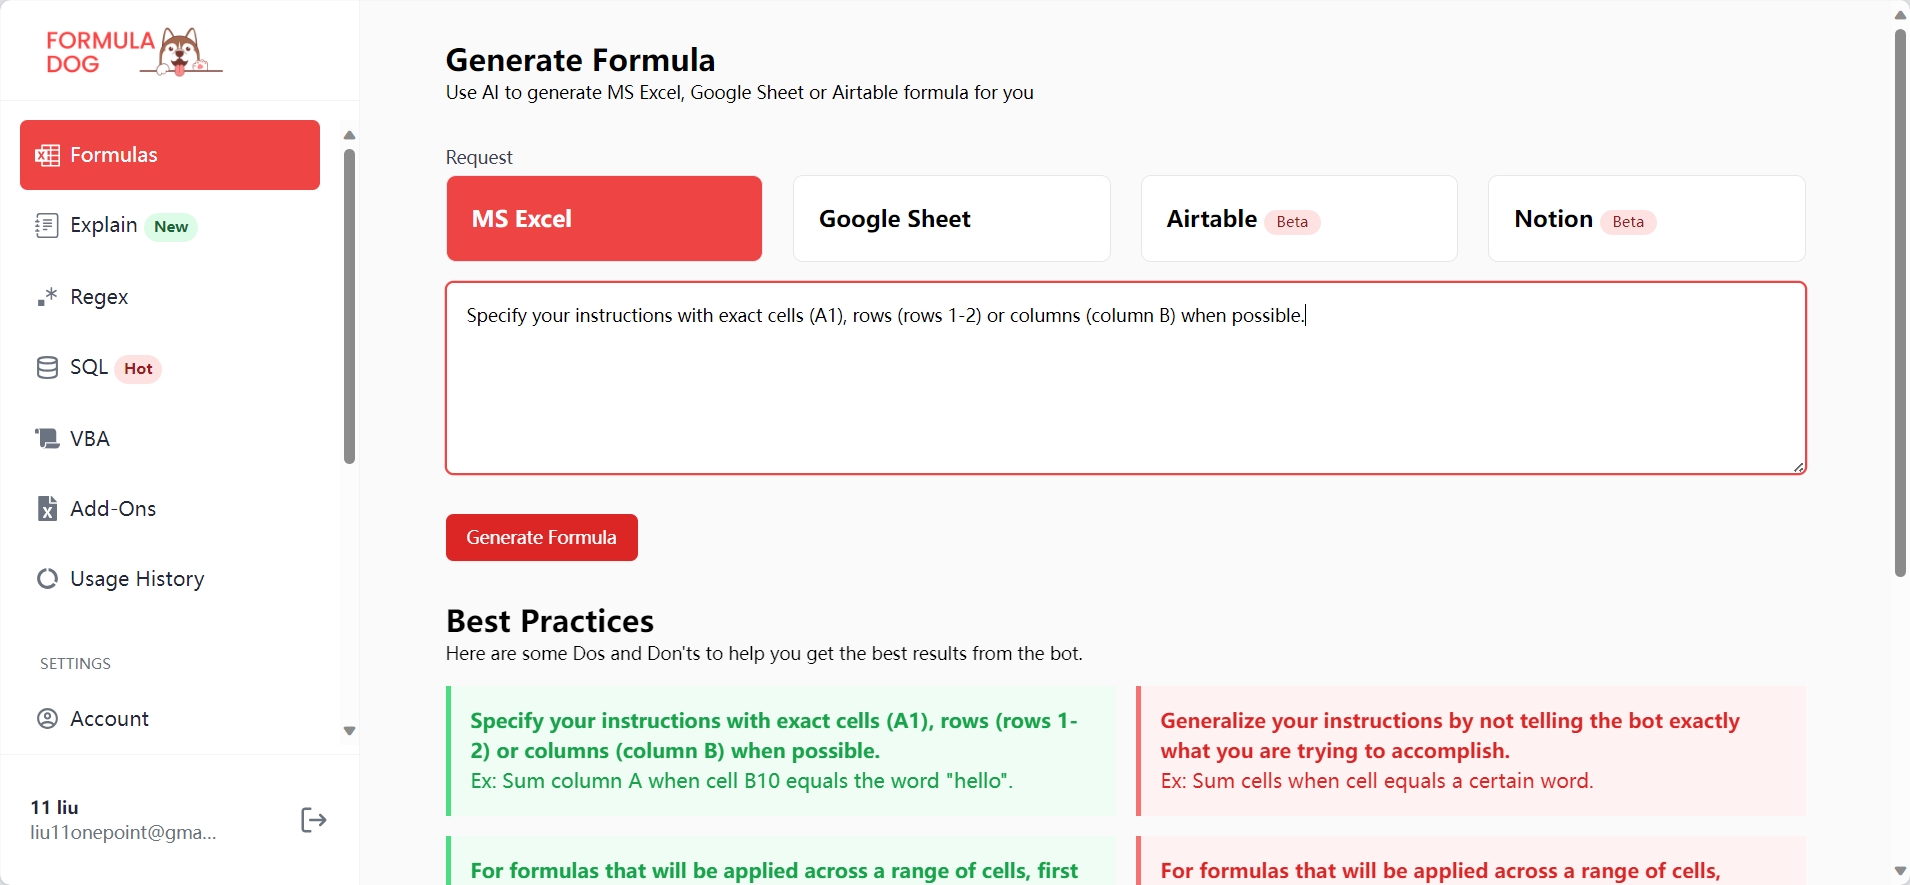 FORMULA
DOG
Formulas
Explain New
Regex
SQL Hot
VBA
Add-Ons
Usage History
SETTINGS
Account
11 liu
liu11onepoint@gma...
Generate Formula
Use AI to generate MS Excel, Google Sheet or Airtable formula for you
Request
MS Excel
Google Sheet
Airtable Beta
Notion Beta
Specify your instructions with exact cells (A1), rows (rows 1-2) or columns (column B) when possible.
Generate Formula
Best Practices
Here are some Dos and Don'ts to help you get the best results from the bot.
Specify your instructions with exact cells (A1), rows (rows 1-
2) or columns (column B) when possible.
Ex: Sum column A when cell B10 equals the word "hello".
Generalize your instructions by not telling the bot exactly
what you are trying to accomplish.
Ex: Sum cells when cell equals a certain word.
For formulas that will be applied across a range of cells, first
For formulas that will be applied across a range of cells,